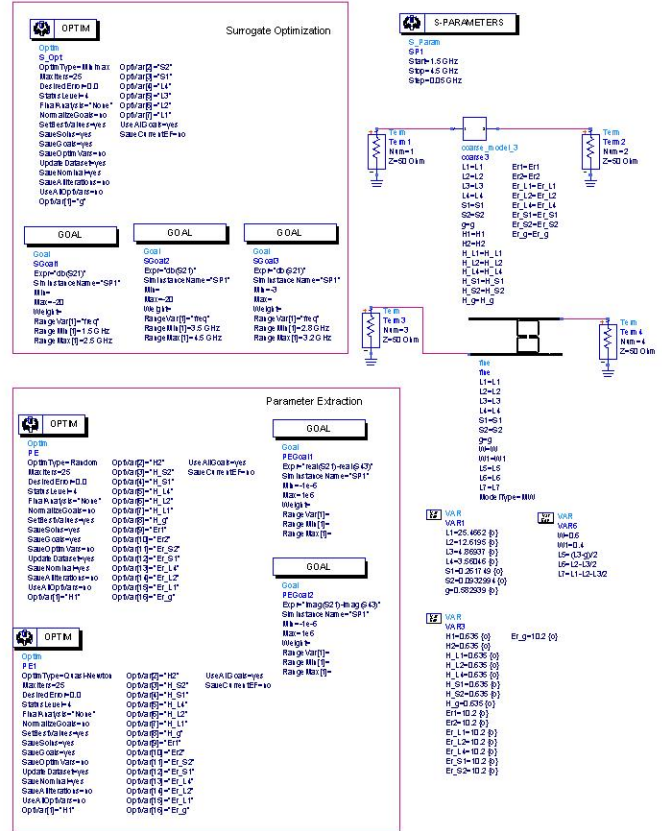 OPTIM
Surrogate Optimization
Optim
S_Opt
OptimType=Minimax
MaxIters=25
DesiredError=0.0
StatusLevel=4
FinalAnalysis="None"
NormalizeGoals=no
SetBestValues=yes
SaveSolns=yes
SaveGoals=yes
SaveOptimVars=no
UpdateDataset=yes
SaveNominal=yes
SaveAllIterations=no
UseAllOptVars=no
OptVar[1]="g"
OptVar[2]="S2"
OptVar[3]="S1"
OptVar[4]="L4"
OptVar[5]="L3"
OptVar[6]="L2"
OptVar[7]="L1"
UseAllGoals=yes
SaveCurrentEF=no
GOAL
Goal
SGoal1
Expr="db(S21)"
SimInstanceName="SP1"
Min=
Max=-20
Weight=
RangeVar[1]="freq"
RangeMin[1]=1.5 GHz
RangeMax[1]=2.5 GHz
GOAL
Goal
SGoal2
Expr="db(S21)"
SimInstanceName="SP1"
Min=
Max=-20
Weight=
RangeVar[1]="freq"
RangeMin[1]=3.5 GHz
RangeMax[1]=4.5 GHz
GOAL
Goal
SGoal3
Expr="db(S21)"
SimInstanceName="SP1"
Min=-3
Max=
Weight=
RangeVar[1]="freq"
RangeMin[1]=2.8 GHz
RangeMax[1]=3.2 GHz
S-PARAMETERS
S_Param
SP1
Start=1.5 GHz
Stop=4.5 GHz
Step=0.05 GHz
Term
Term1
Num=1
Z=50 Ohm
coarse_model_3
coarse3
L1=L1
L2=L2
L3=L3
L4=L4
S1=S1
S2=S2
g=g
H1=H1
H2=H2
H_L1=H_L1
H_L2=H_L2
H_L4=H_L4
H_S1=H_S1
H_S2=H_S2
H_g=H_g
Er1=Er1
Er2=Er2
Er_L1=Er_L1
Er_L2=Er_L2
Er_L4=Er_L4
Er_S1=Er_S1
Er_S2=Er_S2
Er_g=Er_g
Term
Term2
Num=2
Z=50 Ohm
Term
Term3
Num=3
Z=50 Ohm
fine
fine
L1=L1
L2=L2
L3=L3
L4=L4
S1=S1
S2=S2
g=g
W=W
W1=W1
L5=L5
L6=L6
L7=L7
ModelType=MW
Term
Term4
Num=4
Z=50 Ohm
Parameter Extraction
OPTIM
Optim
PE
OptimType=Random
MaxIters=25
DesiredError=0.0
StatusLevel=4
FinalAnalysis="None"
NormalizeGoals=no
SetBestValues=yes
SaveSolns=yes
SaveGoals=yes
SaveOptimVars=no
UpdateDataset=yes
SaveNominal=yes
SaveAllIterations=no
UseAllOptVars=no
OptVar[1]="H1"
OptVar[2]="H2"
OptVar[3]="H_S2"
OptVar[4]="H_S1"
OptVar[5]="H_L4"
OptVar[6]="H_L2"
OptVar[7]="H_L1"
OptVar[8]="H_g"
OptVar[9]="Er1"
OptVar[10]="Er2"
OptVar[11]="Er_S2"
OptVar[12]="Er_S1"
OptVar[13]="Er_L4"
OptVar[14]="Er_L2"
OptVar[15]="Er_L1"
OptVar[16]="Er_g"
UseAllGoals=yes
SaveCurrentEF=no
GOAL
Goal
PEGoal1
Expr="real(S21)-real(S43)"
SimInstanceName="SP1"
Min=-1e-6
Max=1e6
Weight=
RangeVar[1]=
RangeMin[1]=
RangeMax[1]=
GOAL
Goal
PEGoal2
Expr="imag(S21)-imag(S43)"
SimInstanceName="SP1"
Min=-1e-6
Max=1e6
Weight=
RangeVar[1]=
RangeMin[1]=
RangeMax[1]=
OPTIM
Optim
PE1
OptimType=Quasi-Newton
MaxIters=25
DesiredError=0.0
StatusLevel=4
FinalAnalysis="None"
NormalizeGoals=no
SetBestValues=yes
SaveSolns=yes
SaveGoals=yes
SaveOptimVars=no
UpdateDataset=yes
SaveNominal=yes
SaveAllIterations=no
UseAllOptVars=no
OptVar[1]="H1"
OptVar[2]="H2"
OptVar[3]="H_S2"
OptVar[4]="H_S1"
OptVar[5]="H_L4"
OptVar[6]="H_L2"
OptVar[7]="H_L1"
OptVar[8]="H_g"
OptVar[9]="Er1"
OptVar[10]="Er2"
OptVar[11]="Er_S2"
OptVar[12]="Er_S1"
OptVar[13]="Er_L4"
OptVar[14]="Er_L2"
OptVar[15]="Er_L1"
OptVar[16]="Er_g"
UseAllGoals=yes
SaveCurrentEF=no
Var Eqn
VAR
VAR1
L1=25.4662 {o}
L2=12.6195 {o}
L3=4.86937 {o}
L4=3.56046 {o}
S1=0.261749 {o}
S2=0.0932994 {o}
g=0.582939 {o}
Var Eqn
VAR
VAR6
W=0.6
W1=0.4
L5=(L3-g)/2
L6=L2-L3/2
L7=L1-L2-L3/2
Var Eqn
VAR
VAR3
H1=0.635 {o}
H2=0.635 {o}
H_L1=0.635 {o}
H_L2=0.635 {o}
H_L4=0.635 {o}
H_S1=0.635 {o}
H_S2=0.635 {o}
H_g=0.635 {o}
Er1=10.2 {o}
Er2=10.2 {o}
Er_L1=10.2 {o}
Er_L2=10.2 {o}
Er_L4=10.2 {o}
Er_S1=10.2 {o}
Er_S2=10.2 {o}
Er_g=10.2 {o}